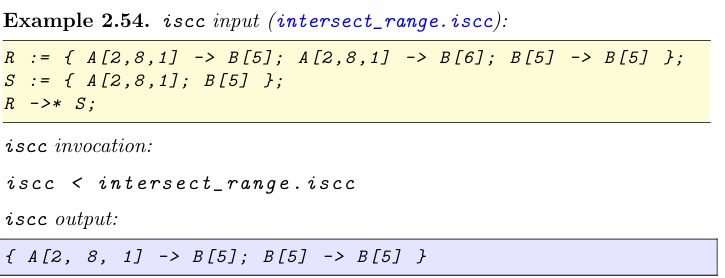 Example 2.54. iscc input (intersect_range.iscc):
R := { A[2,8,1] -> B[5]; A[2,8,1] -> B[6]; B[5] -> B[5] };
S := { A[2,8,1]; B[5] };
R ->* S;
iscc invocation:
iscc < intersect_range.iscc
iscc output:
{ A[2, 8, 1] -> B[5]; B[5] -> B[5] }